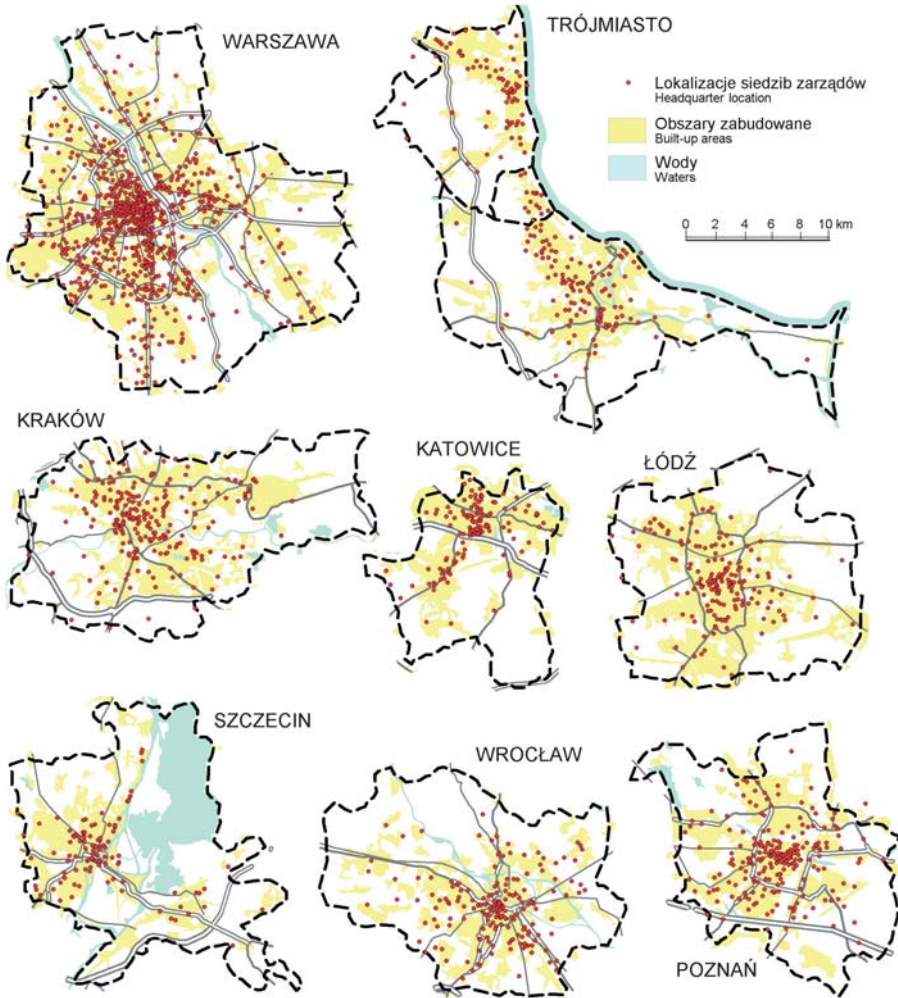 WARSZAWA
TRÓJMIASTO
Lokalizacje siedzib zarządów
Headquarter location
Obszary zabudowane
Built-up areas
Wody
Waters
0 2 4 6 8 10 km
KRAKÓW
KATOWICE
ŁÓDŹ
SZCZECIN
WROCŁAW
POZNAŃ